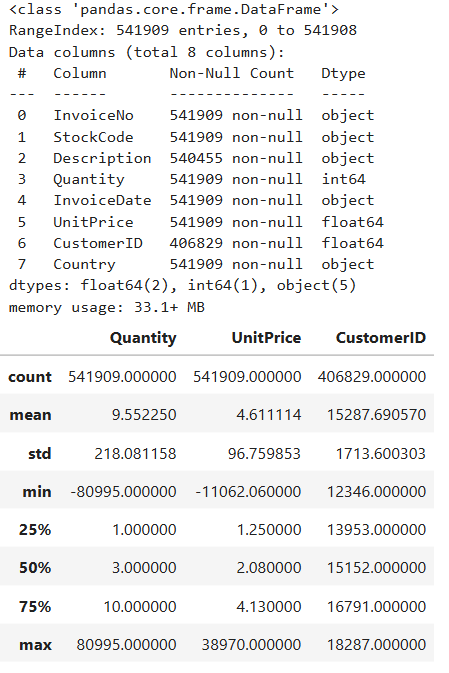 <class 'pandas.core.frame.DataFrame'>
RangeIndex: 541909 entries, 0 to 541908
Data columns (total 8 columns):
 #   Column       Non-Null Count   Dtype
---  ------       --------------   -----
 0   InvoiceNo    541909 non-null  object
 1   StockCode    541909 non-null  object
 2   Description  540455 non-null  object
 3   Quantity     541909 non-null  int64
 4   InvoiceDate  541909 non-null  object
 5   UnitPrice    541909 non-null  float64
 6   CustomerID   406829 non-null  float64
 7   Country      541909 non-null  object
dtypes: float64(2), int64(1), object(5)
memory usage: 33.1+ MB
Quantity UnitPrice CustomerID
count 541909.000000 541909.000000 406829.000000
mean 9.552250 4.611114 15287.690570
std 218.081158 96.759853 1713.600303
min -80995.000000 -11062.060000 12346.000000
25% 1.000000 1.250000 13953.000000
50% 3.000000 2.080000 15152.000000
75% 10.000000 4.130000 16791.000000
max 80995.000000 38970.000000 18287.000000